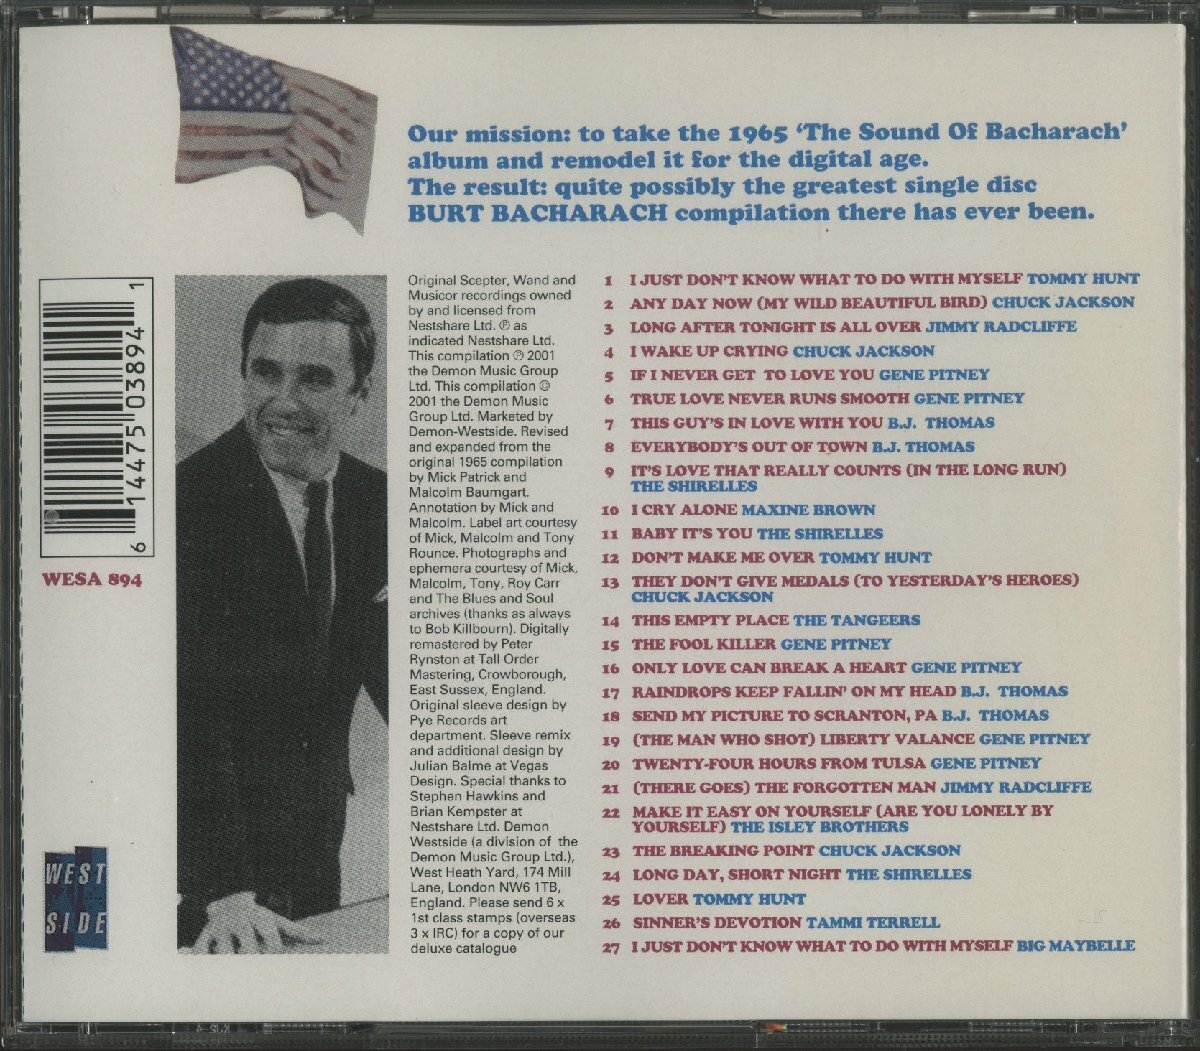 Our mission: to take the 1965 ‘The Sound Of Bacharach’
album and remodel it for the digital age.
The result: quite possibly the greatest single disc
BURT BACHARACH compilation there has ever been.
6 14475 03894 1
WESA 894
WEST
SIDE
Original Scepter, Wand and
Musicor recordings owned
by and licensed from
Nestshare Ltd. ℗ as
indicated Nestshare Ltd.
This compilation ℗ 2001
the Demon Music Group
Ltd. This compilation ©
2001 the Demon Music
Group Ltd. Marketed by
Demon-Westside. Revised
and expanded from the
original 1965 compilation
by Mick Patrick and
Malcolm Baumgart.
Annotation by Mick and
Malcolm. Label art courtesy
of Mick, Malcolm and Tony
Rounce. Photographs and
ephemera courtesy of Mick,
Malcolm, Tony, Roy Carr
and The Blues and Soul
archives (thanks as always
to Bob Killbourn). Digitally
remastered by Peter
Rynston at Tall Order
Mastering, Crowborough,
East Sussex, England.
Original sleeve design by
Pye Records art
department. Sleeve remix
and additional design by
Julian Balme at Vegas
Design. Special thanks to
Stephen Hawkins and
Brian Kempster at
Nestshare Ltd. Demon
Westside (a division of the
Demon Music Group Ltd.),
West Heath Yard, 174 Mill
Lane, London NW6 1TB,
England. Please send 6 x
1st class stamps (overseas
3 x IRC) for a copy of our
deluxe catalogue
1 I JUST DON'T KNOW WHAT TO DO WITH MYSELF TOMMY HUNT
2 ANY DAY NOW (MY WILD BEAUTIFUL BIRD) CHUCK JACKSON
3 LONG AFTER TONIGHT IS ALL OVER JIMMY RADCLIFFE
4 I WAKE UP CRYING CHUCK JACKSON
5 IF I NEVER GET TO LOVE YOU GENE PITNEY
6 TRUE LOVE NEVER RUNS SMOOTH GENE PITNEY
7 THIS GUY'S IN LOVE WITH YOU B.J. THOMAS
8 EVERYBODY'S OUT OF TOWN B.J. THOMAS
9 IT'S LOVE THAT REALLY COUNTS (IN THE LONG RUN)
THE SHIRELLES
10 I CRY ALONE MAXINE BROWN
11 BABY IT'S YOU THE SHIRELLES
12 DON'T MAKE ME OVER TOMMY HUNT
13 THEY DON'T GIVE MEDALS (TO YESTERDAY'S HEROES)
CHUCK JACKSON
14 THIS EMPTY PLACE THE TANGEERS
15 THE FOOL KILLER GENE PITNEY
16 ONLY LOVE CAN BREAK A HEART GENE PITNEY
17 RAINDROPS KEEP FALLIN' ON MY HEAD B.J. THOMAS
18 SEND MY PICTURE TO SCRANTON, PA B.J. THOMAS
19 (THE MAN WHO SHOT) LIBERTY VALANCE GENE PITNEY
20 TWENTY-FOUR HOURS FROM TULSA GENE PITNEY
21 (THERE GOES) THE FORGOTTEN MAN JIMMY RADCLIFFE
22 MAKE IT EASY ON YOURSELF (ARE YOU LONELY BY
YOURSELF) THE ISLEY BROTHERS
23 THE BREAKING POINT CHUCK JACKSON
24 LONG DAY, SHORT NIGHT THE SHIRELLES
25 LOVER TOMMY HUNT
26 SINNER'S DEVOTION TAMMI TERRELL
27 I JUST DON'T KNOW WHAT TO DO WITH MYSELF BIG MAYBELLE